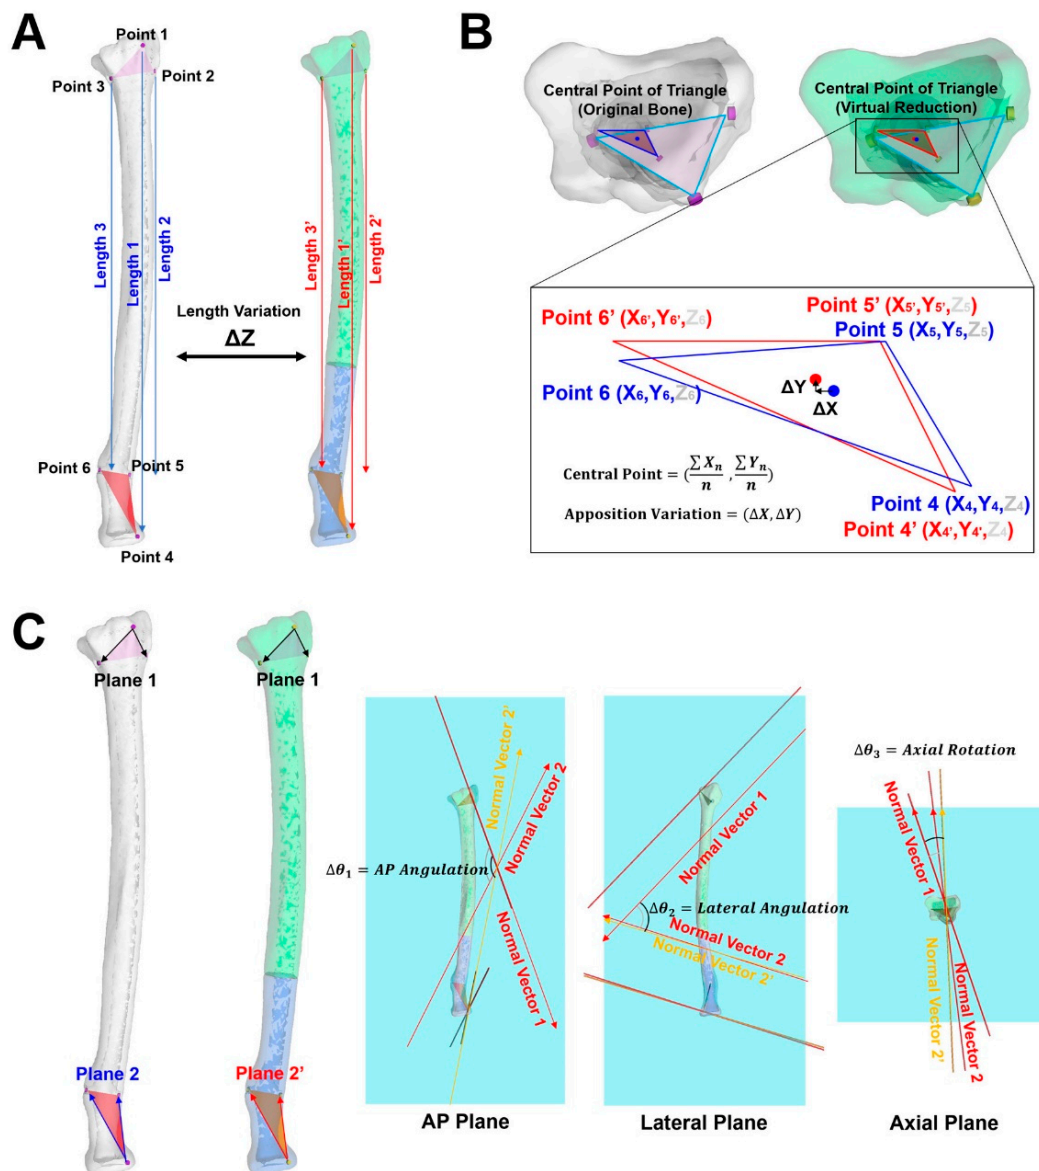 A
Point 1
Point 2
Point 3
Length 3
Length 1
Length 2
Length 3’
Length 1’
Length 2’
Length Variation
ΔZ
Point 6
Point 5
Point 4
B
Central Point of Triangle
(Original Bone)
Central Point of Triangle
(Virtual Reduction)
Point 6’ (X6’,Y6’,Z6)
Point 5’ (X5’,Y5’,Z5)
Point 5 (X5,Y5,Z5)
Point 6 (X6,Y6,Z6)
ΔY
ΔX
Central Point = (∑Xn/n , ∑Yn/n)
Apposition Variation = (ΔX, ΔY)
Point 4 (X4,Y4,Z4)
Point 4’ (X4’,Y4’,Z4)
C
Plane 1
Plane 1
Plane 2
Plane 2’
Normal Vector 2’
Normal Vector 2
Δθ1 = AP Angulation
Normal Vector 1
AP Plane
Normal Vector 1
Δθ2 = Lateral Angulation
Normal Vector 2
Normal Vector 2’
Lateral Plane
Δθ3 = Axial Rotation
Normal Vector 1
Normal Vector 2’
Normal Vector 2
Axial Plane